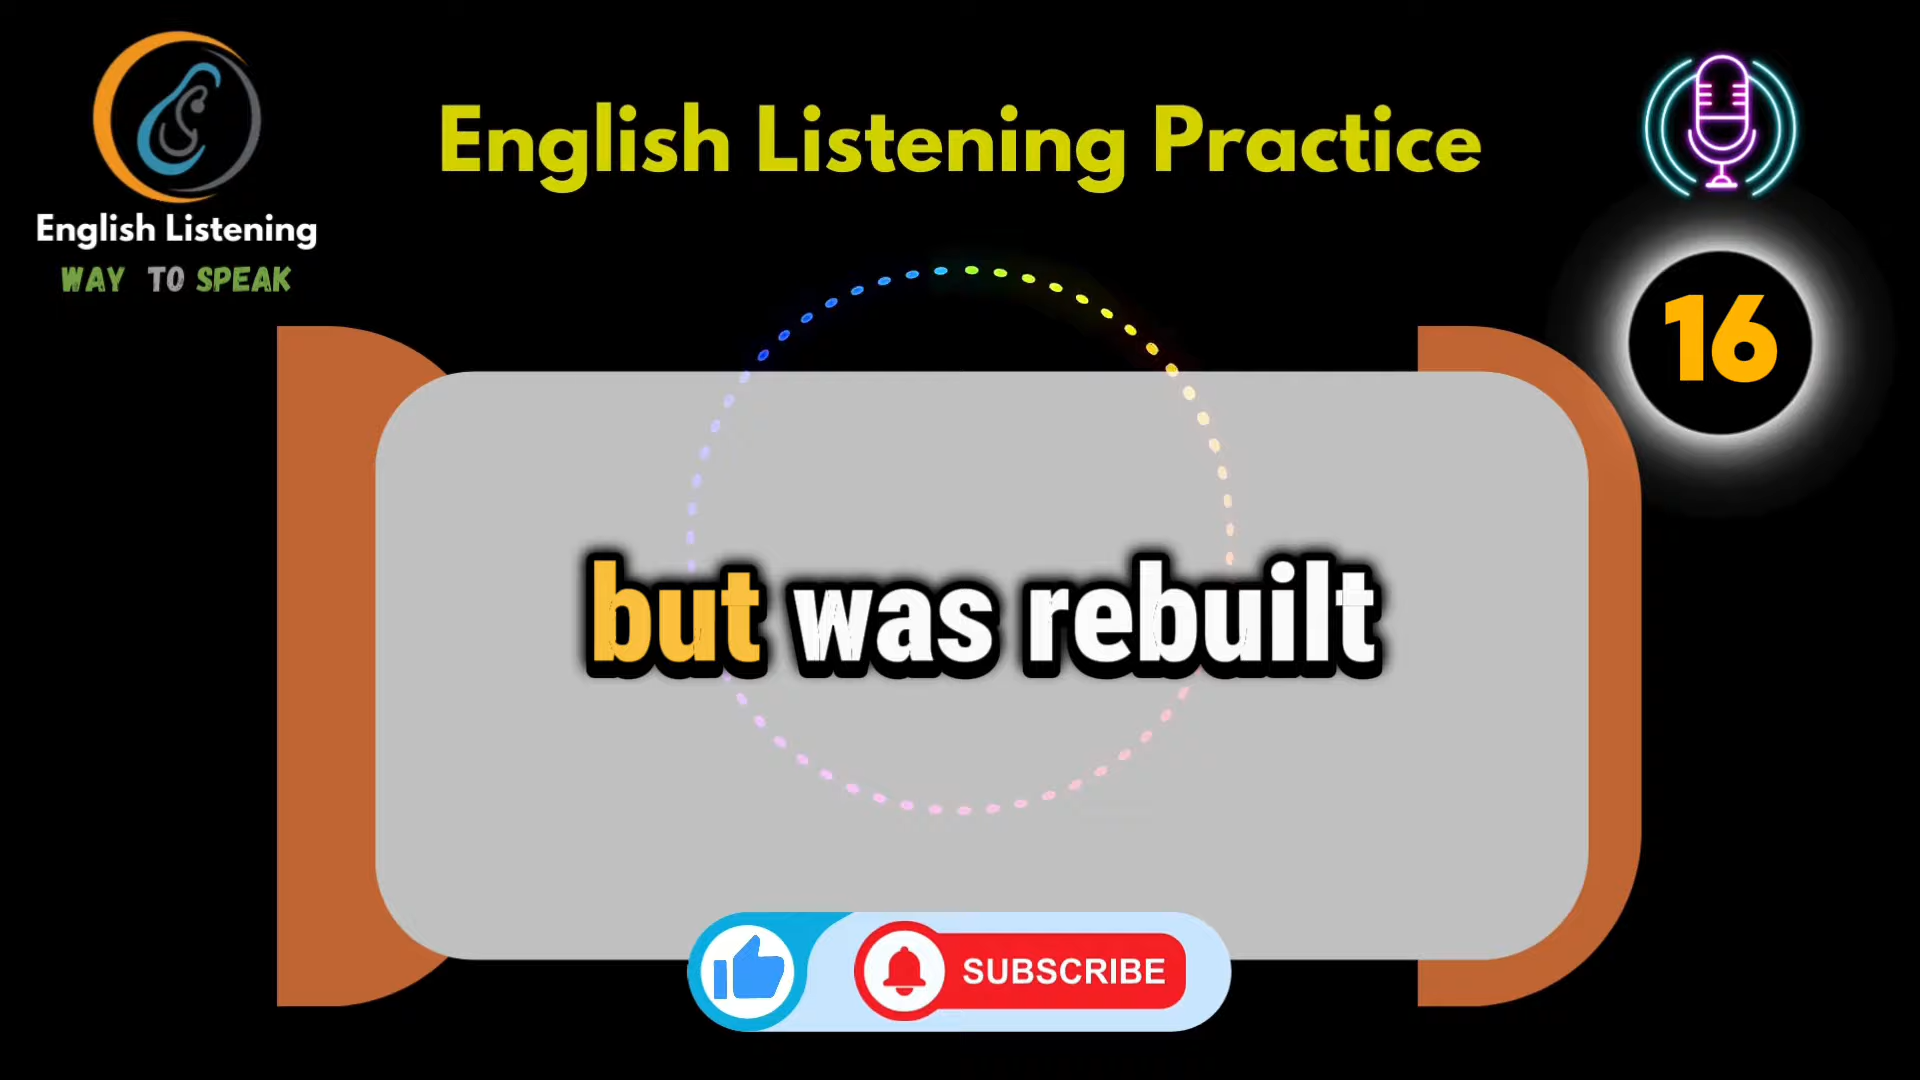 English Listening Practice
English Listening
WAY TO SPEAK
16
but was rebuilt
SUBSCRIBE